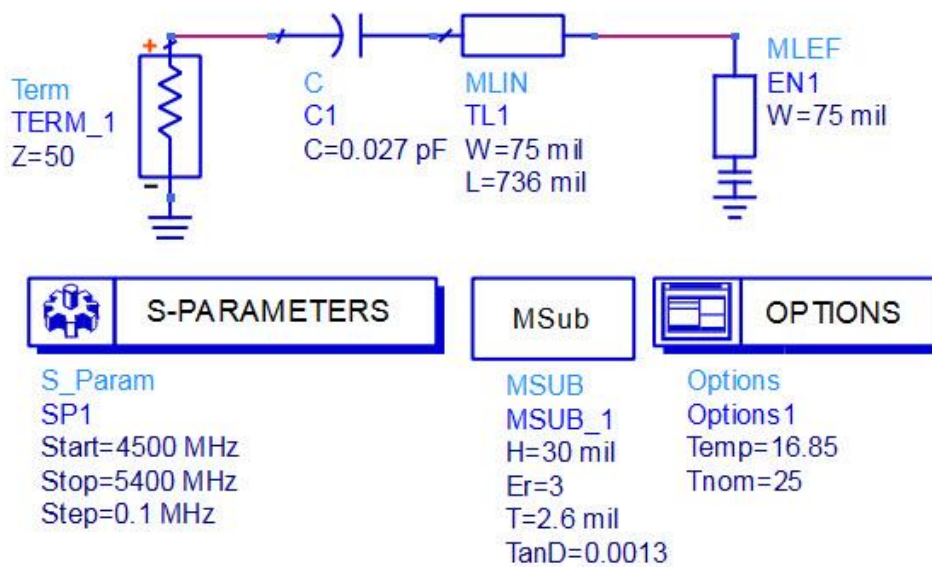 +
Term
TERM_1
Z=50
-
C
C1
C=0.027 pF
MLIN
TL1
W=75 mil
L=736 mil
MLEF
EN1
W=75 mil
S-PARAMETERS
S_Param
SP1
Start=4500 MHz
Stop=5400 MHz
Step=0.1 MHz
MSub
MSUB
MSUB_1
H=30 mil
Er=3
T=2.6 mil
TanD=0.0013
OPTIONS
Options
Options1
Temp=16.85
Tnom=25